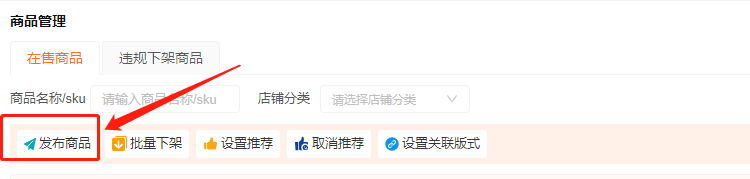 商品管理
在售商品 违规下架商品
商品名称/sku 请输入商品名称/sku 店铺分类 请选择店铺分类
发布商品 批量下架 设置推荐 取消推荐 设置关联版式